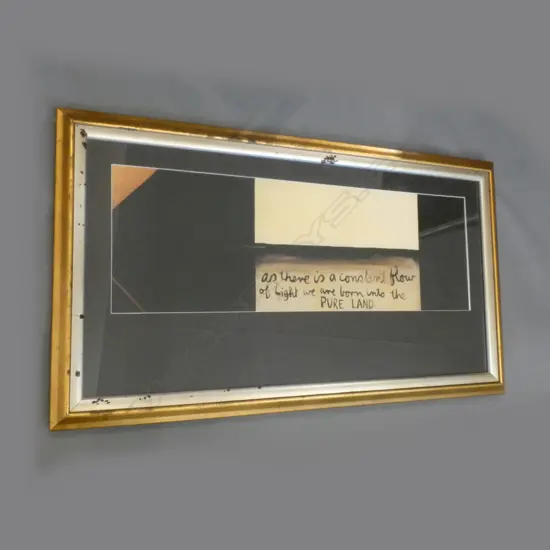 as there is a constant flow
of light we are born into the
PURE LAND